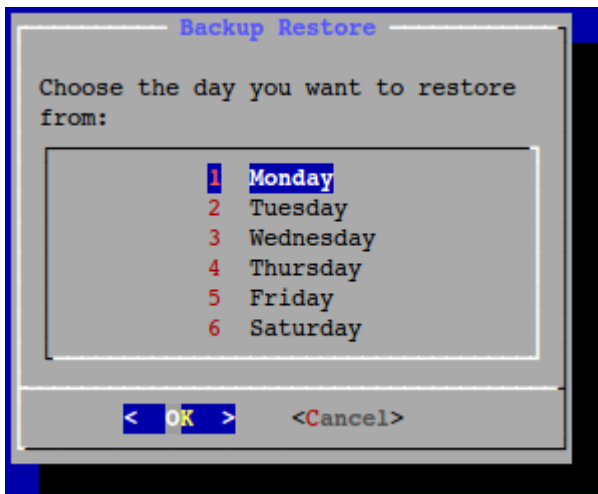 Backup Restore
Choose the day you want to restore
from:
1 Monday
2 Tuesday
3 Wednesday
4 Thursday
5 Friday
6 Saturday
< OK > <Cancel>